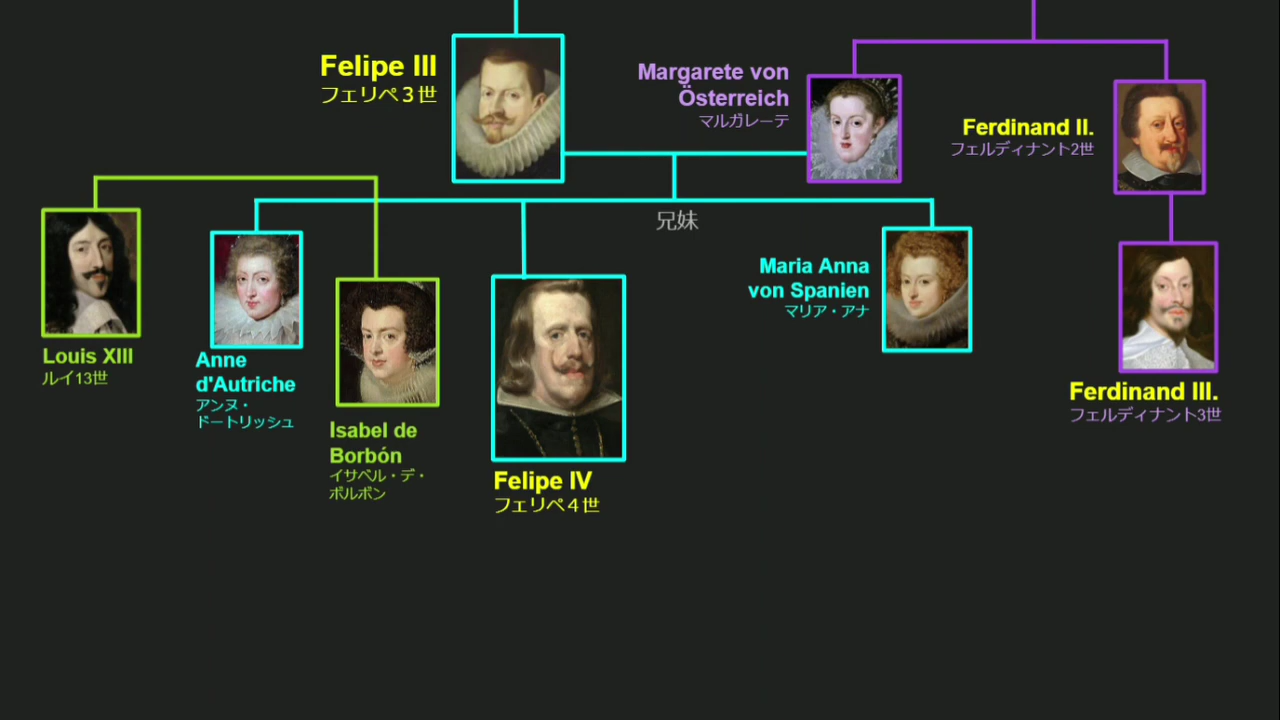 Felipe III
フェリペ３世
Margarete von
Österreich
マルガレーテ
Ferdinand II.
フェルディナント2世
兄妹
Louis XIII
ルイ13世
Anne
d'Autriche
アンヌ・
ドートリッシュ
Isabel de
Borbón
イサベル・デ・
ボルボン
Felipe IV
フェリペ４世
Maria Anna
von Spanien
マリア・アナ
Ferdinand III.
フェルディナント3世